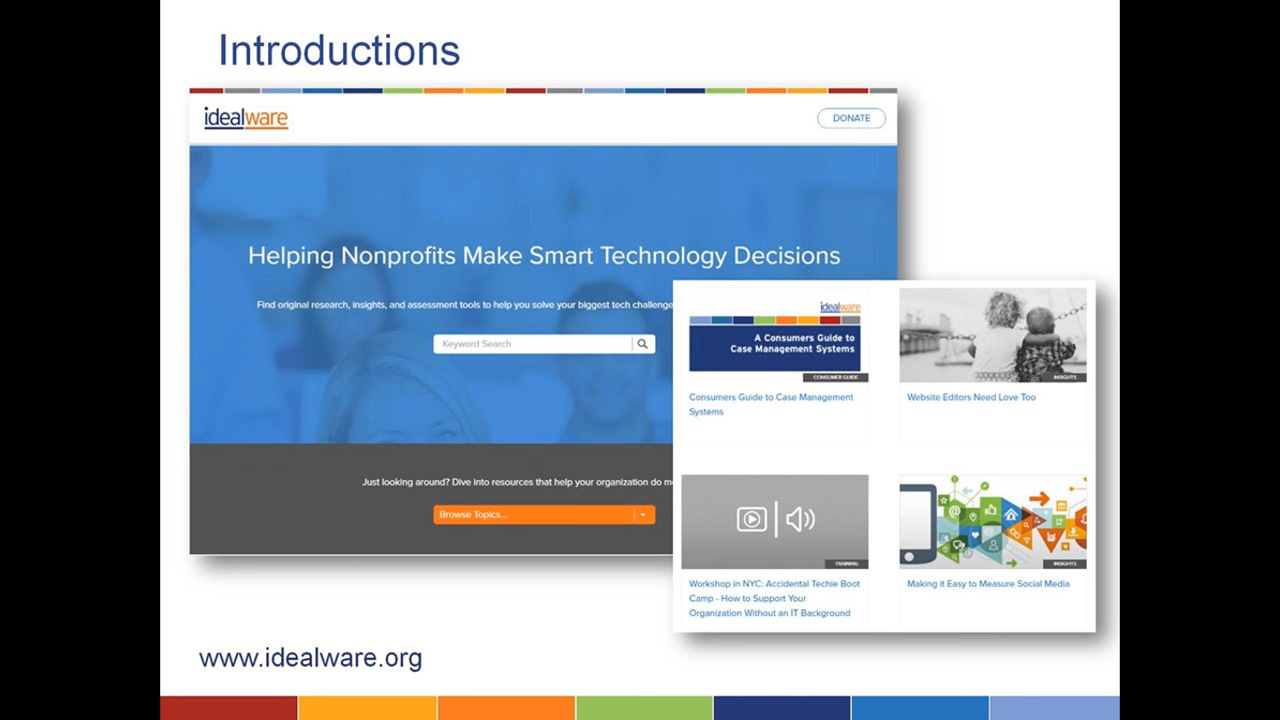 Introductions
idealware
DONATE
Helping Nonprofits Make Smart Technology Decisions
Find original research, insights, and assessment tools to help you solve your biggest tech challenge
Keyword Search
Just looking around? Dive into resources that help your organization do
Browse Topics...
idealware
A Consumers Guide to
Case Management Systems
CONSUMER GUIDE
Consumers Guide to Case Management
Systems
INSIGHTS
Website Editors Need Love Too
TRAINING
Workshop in NYC: Accidental Techie Boot
Camp - How to Support Your
Organization Without an IT Background
INSIGHTS
Making it Easy to Measure Social Media
www.idealware.org